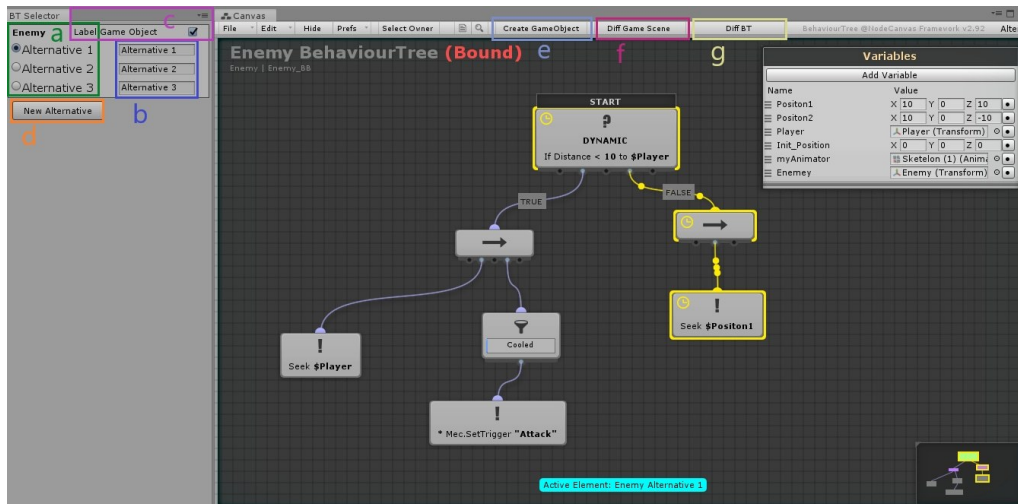 BT Selector
Enemy a Label Game Object c
Alternative 1 Alternative 1
Alternative 2 Alternative 2
Alternative 3 Alternative 3
New Alternative
b
d
Canvas
File Edit Hide Prefs Select Owner Create GameObject Diff Game Scene Diff BT BehaviourTree @NodeCanvas Framework v2.92 Alte
e f g
Enemy BehaviourTree (Bound)
Enemy | Enemy_BB
Variables
Add Variable
Name Value
Positon1 X 10 Y 0 Z 10
Positon2 X 10 Y 0 Z -10
Player Player (Transform)
Init_Position X 0 Y 0 Z 0
myAnimator Sketelon (1) (Anima
Enemey Enemy (Transform)
START
?
DYNAMIC
If Distance < 10 to $Player
TRUE
FALSE
!
Seek $Positon1
!
Seek $Player
Cooled
!
* Mec.SetTrigger "Attack"
Active Element: Enemy Alternative 1